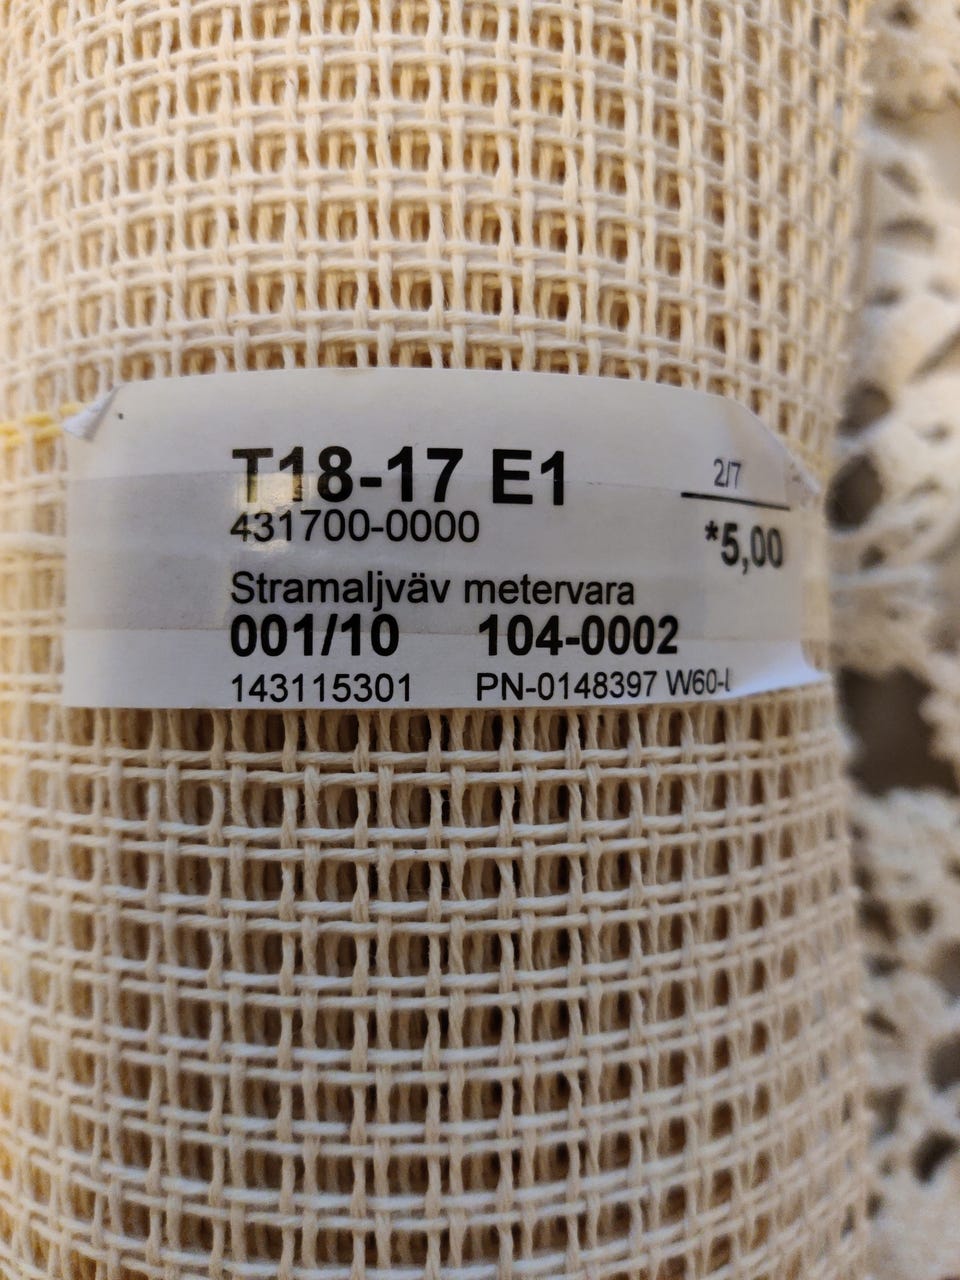 T18-17 E1
2/7
431700-0000
*5,00
Stramaljväv metervara
001/10 104-0002
143115301 PN-0148397